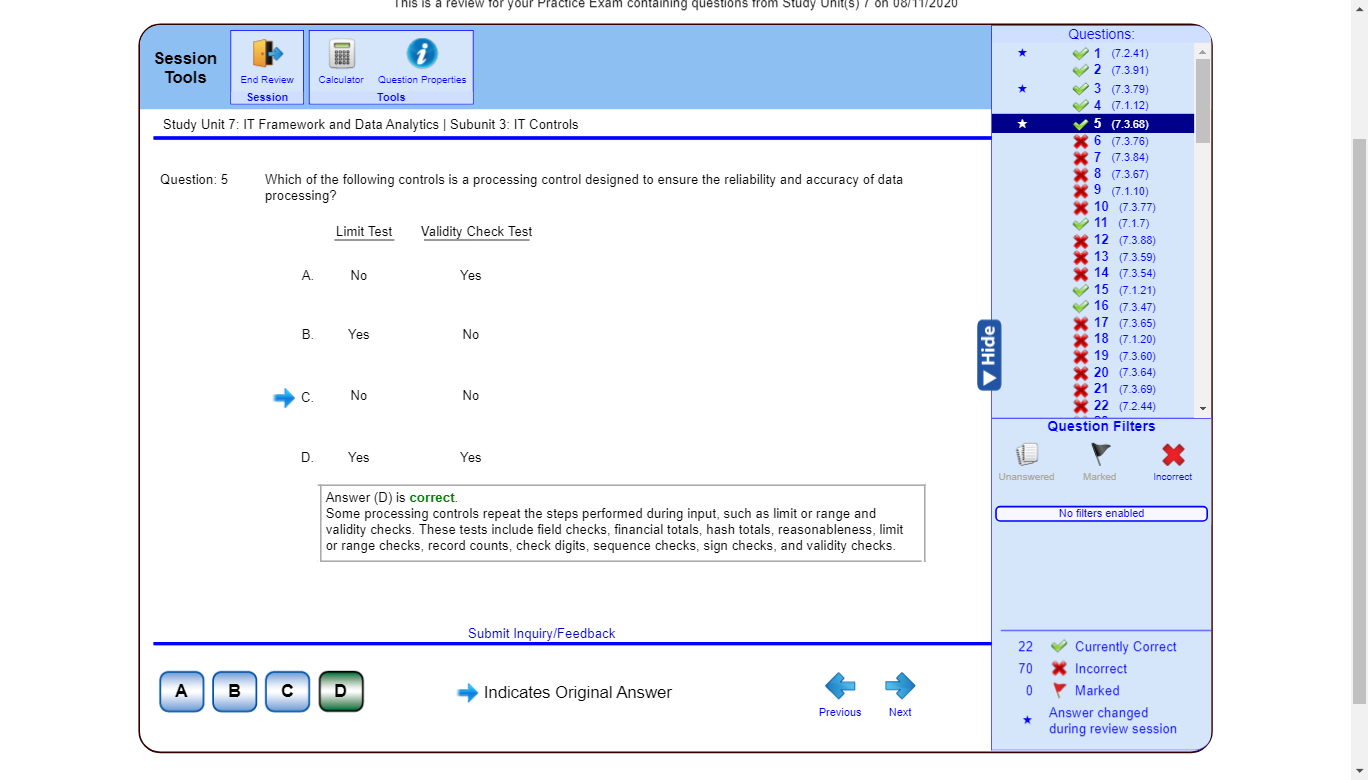 This is a review for your Practice Exam containing questions from Study Unit(s) 7 on 08/11/2020
Session Tools
End Review
Session
Calculator
Question Properties
Tools
Study Unit 7: IT Framework and Data Analytics | Subunit 3: IT Controls
Question: 5
Which of the following controls is a processing control designed to ensure the reliability and accuracy of data
processing?
Limit Test Validity Check Test
A. No Yes
B. Yes No
C. No No
D. Yes Yes
Answer (D) is correct.
Some processing controls repeat the steps performed during input, such as limit or range and
validity checks. These tests include field checks, financial totals, hash totals, reasonableness, limit
or range checks, record counts, check digits, sequence checks, sign checks, and validity checks.
Submit Inquiry/Feedback
A B C D
Indicates Original Answer
Previous
Next
Hide
Questions:
1 (7.2.41)
2 (7.3.91)
3 (7.3.79)
4 (7.1.12)
5 (7.3.68)
6 (7.3.76)
7 (7.3.84)
8 (7.3.67)
9 (7.1.10)
10 (7.3.77)
11 (7.1.7)
12 (7.3.88)
13 (7.3.59)
14 (7.3.54)
15 (7.1.21)
16 (7.3.47)
17 (7.3.65)
18 (7.1.20)
19 (7.3.60)
20 (7.3.64)
21 (7.3.69)
22 (7.2.44)
Question Filters
Unanswered
Marked
Incorrect
No filters enabled
22 Currently Correct
70 Incorrect
0 Marked
Answer changed
during review session